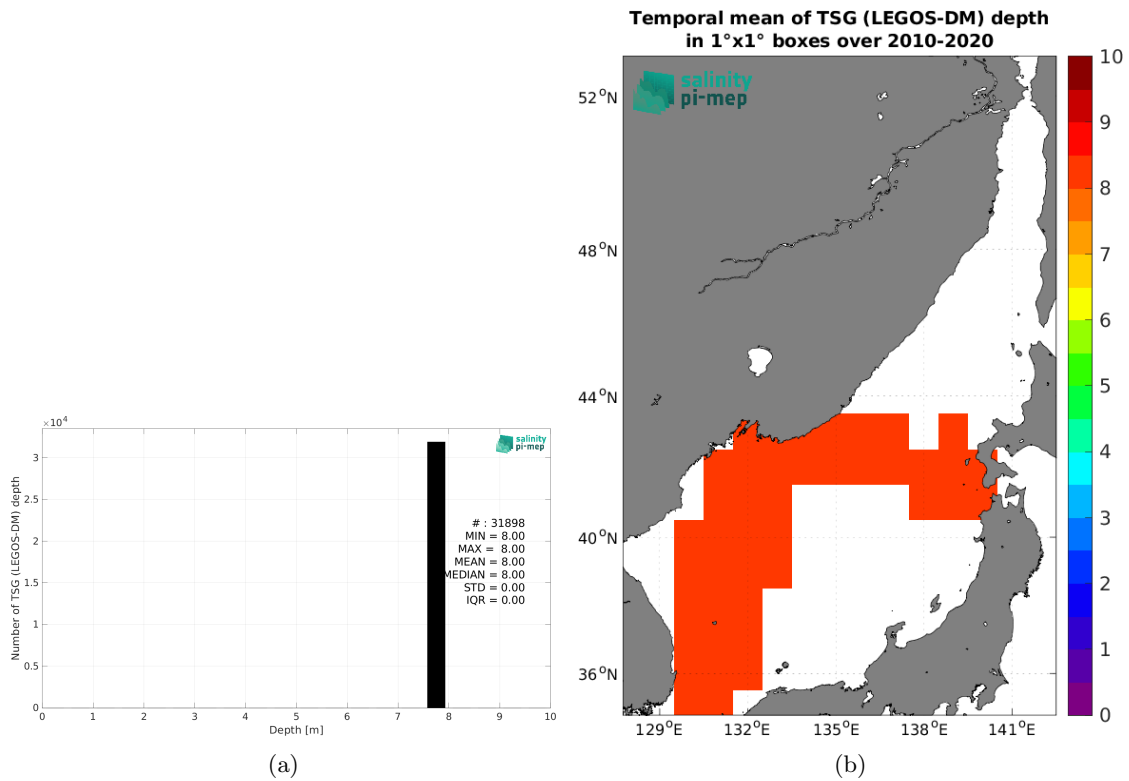 Temporal mean of TSG (LEGOS-DM) depth
in 1°x1° boxes over 2010-2020
salinity
pi-mep
52°N
48°N
44°N
40°N
36°N
129°E
132°E
135°E
138°E
141°E
10
9
8
7
6
5
4
3
2
1
0
×10⁴
salinity
pi-mep
Number of TSG (LEGOS-DM) depth
3
2.5
2
1.5
1
0.5
0
# : 31898
MIN = 8.00
MAX = 8.00
MEAN = 8.00
MEDIAN = 8.00
STD = 0.00
IQR = 0.00
0 1 2 3 4 5 6 7 8 9 10
Depth [m]
(a)
(b)